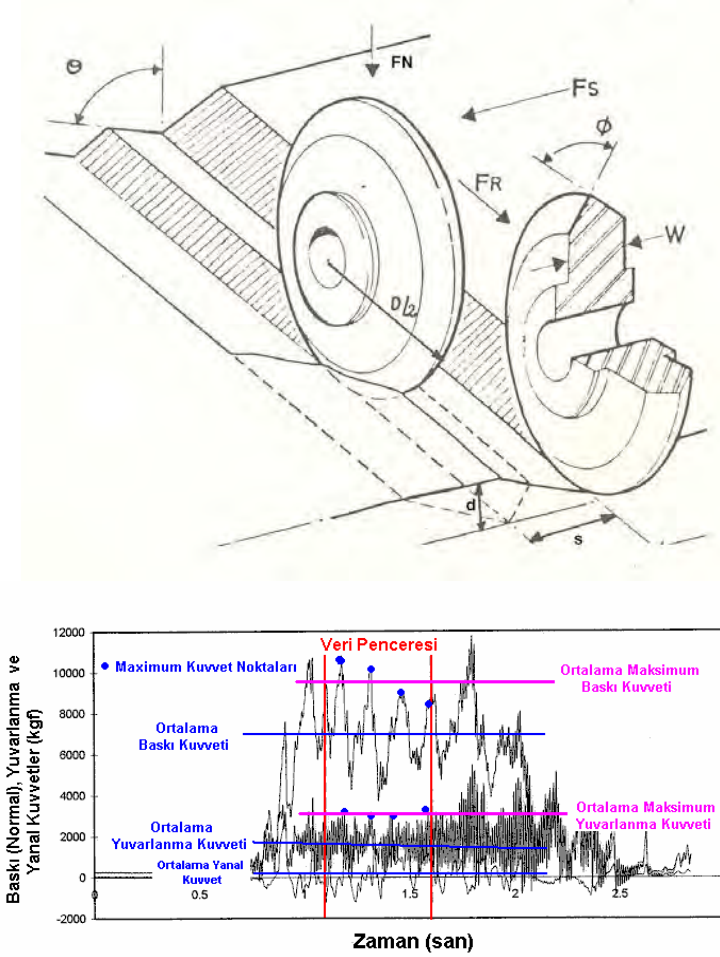 FN
Θ
FS
φ
FR
W
D/2
d
s
Veri Penceresi
12000
10000
8000
6000
4000
2000
0
-2000
Maximum Kuvvet Noktaları
Ortalama Maksimum
Baskı Kuvveti
Ortalama
Baskı Kuvveti
Ortalama Maksimum
Yuvarlanma Kuvveti
Ortalama
Yuvarlanma Kuvveti
Ortalama Yanal
Kuvvet
0
0.5
1
1.5
2
2.5
Baskı (Normal), Yuvarlanma ve
Yanal Kuvvetler (kgf)
Zaman (san)